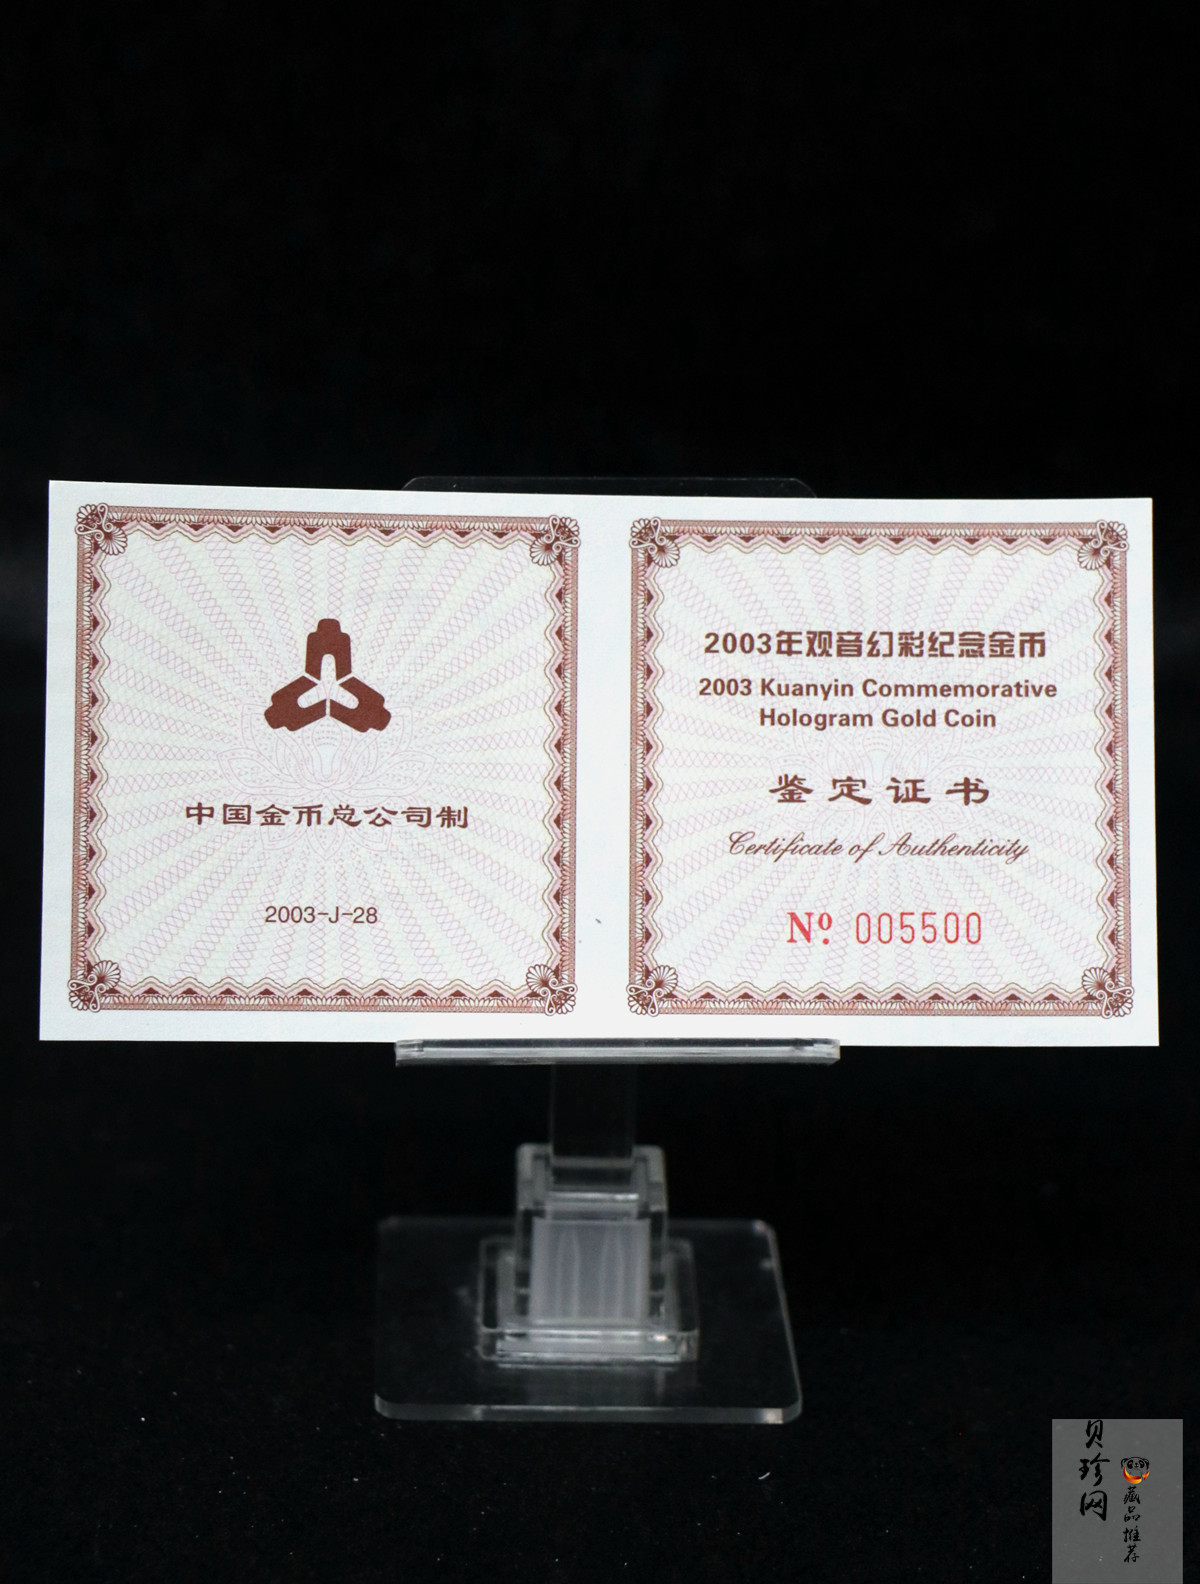 中国金币总公司制
2003-J-28
2003年观音幻彩纪念金币
2003 Kuanyin Commemorative
Hologram Gold Coin
鉴定证书
Certificate of Authenticity
Nº. 005500
贝珍网
藏品推荐